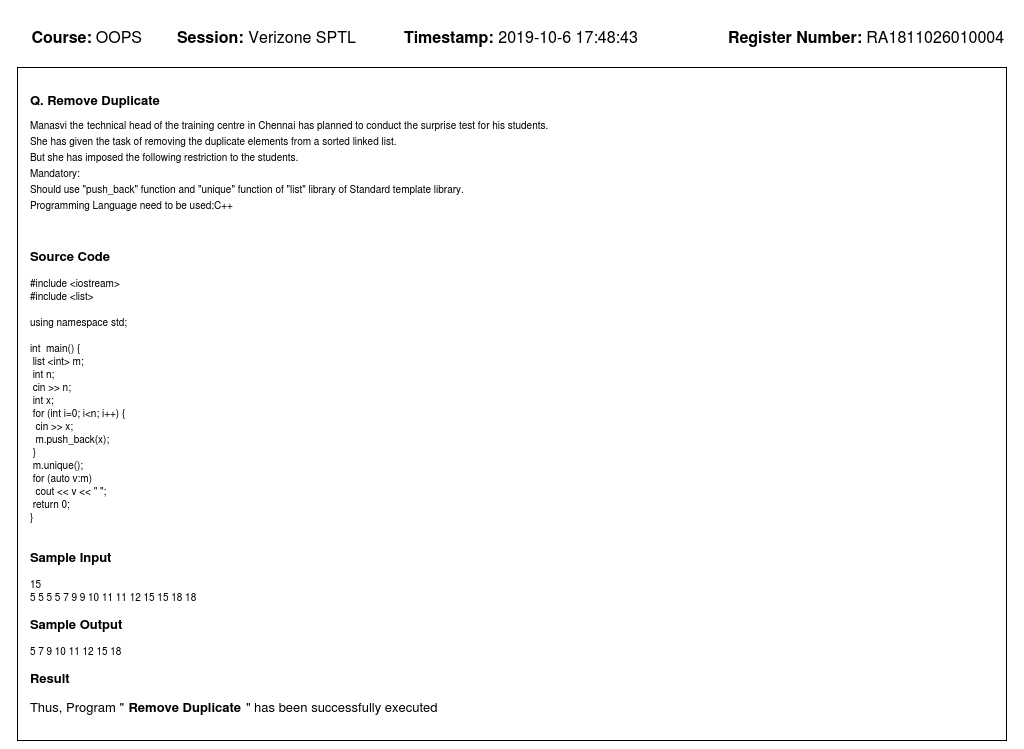 Course: OOPS Session: Verizone SPTL Timestamp: 2019-10-6 17:48:43 Register Number: RA1811026010004
Q. Remove Duplicate
Manasvi the technical head of the training centre in Chennai has planned to conduct the surprise test for his students.
She has given the task of removing the duplicate elements from a sorted linked list.
But she has imposed the following restriction to the students.
Mandatory:
Should use "push_back" function and "unique" function of "list" library of Standard template library.
Programming Language need to be used:C++
Source Code
#include <iostream>
#include <list>
using namespace std;
int  main() {
 list <int> m;
 int n;
 cin >> n;
 int x;
 for (int i=0; i<n; i++) {
  cin >> x;
  m.push_back(x);
 }
 m.unique();
 for (auto v:m)
  cout << v << " ";
 return 0;
}
Sample Input
15
5 5 5 5 7 9 9 10 11 11 12 15 15 18 18
Sample Output
5 7 9 10 11 12 15 18
Result
Thus, Program " Remove Duplicate " has been successfully executed